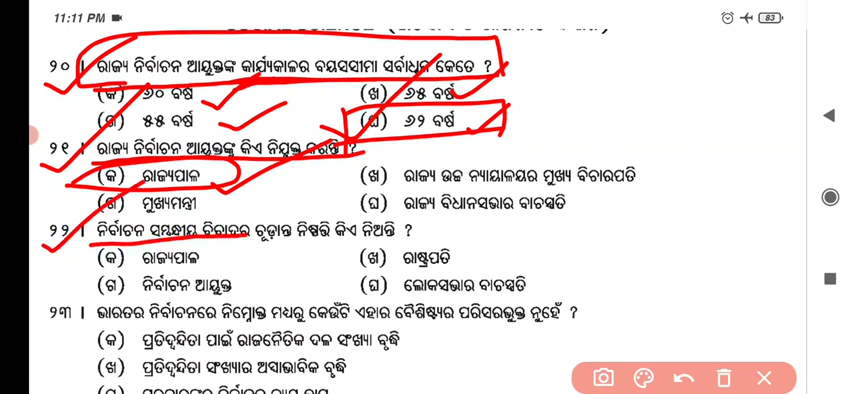 11:11 PM
83
୨୦ । ରାଜ୍ୟ ନିର୍ବାଚନ ଆୟୁକ୍ତଙ୍କ କାର୍ଯ୍ୟକାଳର ବୟସସୀମା ସର୍ବାଧିକ କେତେ ?
(କ) ୬୦ ବର୍ଷ (ଖ) ୬୫ ବର୍ଷ
(ଗ) ୫୫ ବର୍ଷ (ଘ) ୬୨ ବର୍ଷ
୨୧ । ରାଜ୍ୟ ନିର୍ବାଚନ ଆୟୁକ୍ତଙ୍କୁ କିଏ ନିଯୁକ୍ତ କରନ୍ତି ?
(କ) ରାଜ୍ୟପାଳ (ଖ) ରାଜ୍ୟ ଉଚ୍ଚ ନ୍ୟାୟାଳୟର ମୁଖ୍ୟ ବିଚାରପତି
(ଗ) ମୁଖ୍ୟମନ୍ତ୍ରୀ (ଘ) ରାଜ୍ୟ ବିଧାନସଭାର ବାଚସ୍ପତି
୨୨ । ନିର୍ବାଚନ ସମ୍ବନ୍ଧୀୟ ବିବାଦର ଚୂଡ଼ାନ୍ତ ନିଷ୍ପତ୍ତି କିଏ ନିଅନ୍ତି ?
(କ) ରାଜ୍ୟପାଳ (ଖ) ରାଷ୍ଟ୍ରପତି
(ଗ) ନିର୍ବାଚନ ଆୟୁକ୍ତ (ଘ) ଲୋକସଭାର ବାଚସ୍ପତି
୨୩ । ଭାରତର ନିର୍ବାଚନରେ ନିମ୍ନୋକ୍ତ ମଧ୍ୟରୁ କେଉଁଟି ଏହାର ବୈଶିଷ୍ଟ୍ୟର ପରିସରଭୁକ୍ତ ନୁହେଁ ?
(କ) ପ୍ରତିଦ୍ୱନ୍ଦିତା ପାଇଁ ରାଜନୈତିକ ଦଳ ସଂଖ୍ୟା ବୃଦ୍ଧି
(ଖ) ପ୍ରତିଦ୍ୱନ୍ଦିତା ସଂଖ୍ୟାର ଅସାଭାବିକ ବୃଦ୍ଧି